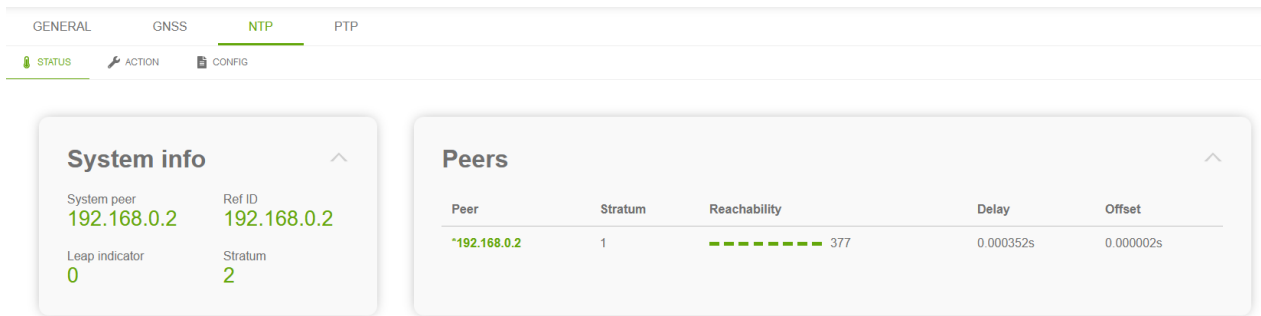 GENERAL GNSS NTP PTP
STATUS ACTION CONFIG
System info
System peer Ref ID
192.168.0.2 192.168.0.2
Leap indicator Stratum
0 2
Peers
Peer Stratum Reachability Delay Offset
*192.168.0.2 1 377 0.000352s 0.000002s